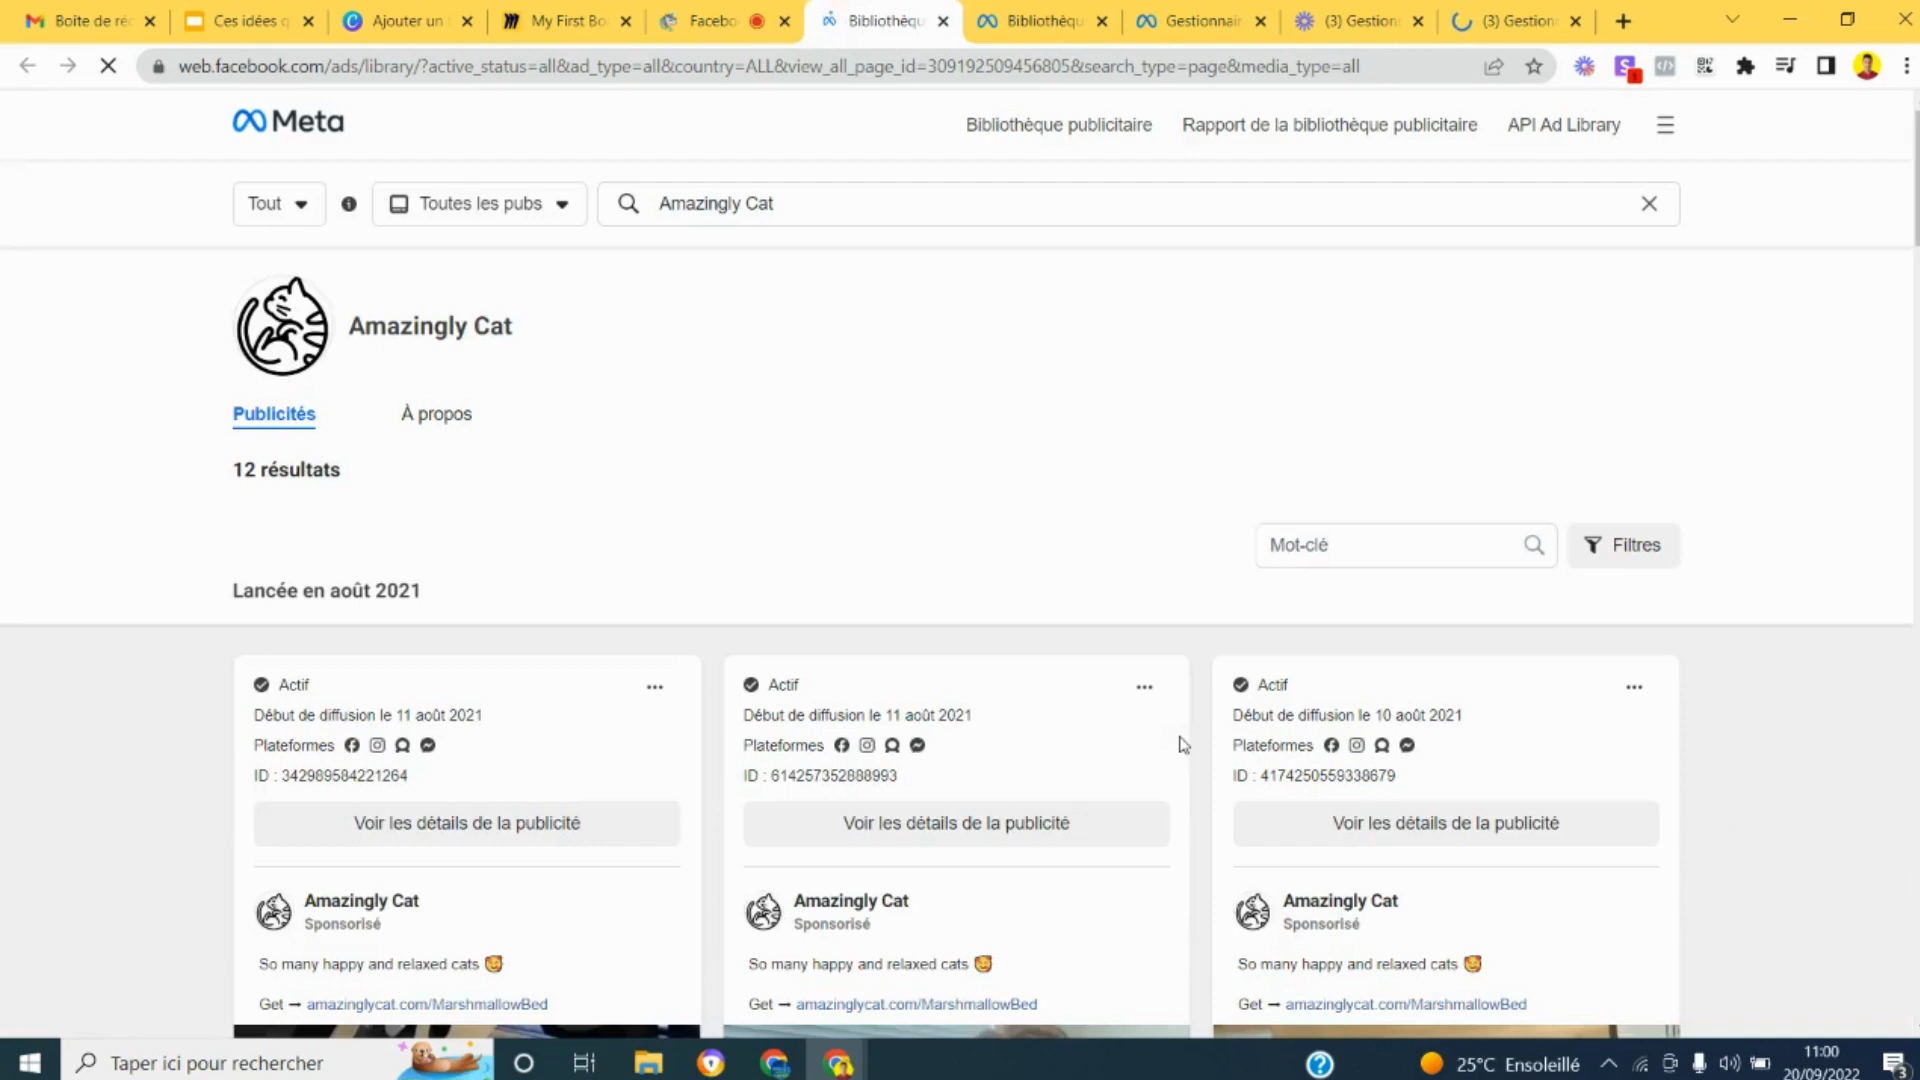 Boîte de ré
Ces idées q
Ajouter un
My First Bo
Facebo
Bibliothèqu
Bibliothèqu
Gestionnair
(3) Gestion
(3) Gestion
web.facebook.com/ads/library/?active_status=all&ad_type=all&country=ALL&view_all_page_id=309192509456805&search_type=page&media_type=all
Meta
Bibliothèque publicitaire
Rapport de la bibliothèque publicitaire
API Ad Library
Tout
Toutes les pubs
Amazingly Cat
Amazingly Cat
Publicités
À propos
12 résultats
Mot-clé
Filtres
Lancée en août 2021
Actif
Début de diffusion le 11 août 2021
Plateformes
ID : 342989584221264
Voir les détails de la publicité
Amazingly Cat
Sponsorisé
So many happy and relaxed cats 🥰
Get ➞ amazinglycat.com/MarshmallowBed
Actif
Début de diffusion le 11 août 2021
Plateformes
ID : 614257352888993
Voir les détails de la publicité
Amazingly Cat
Sponsorisé
So many happy and relaxed cats 🥰
Get ➞ amazinglycat.com/MarshmallowBed
Actif
Début de diffusion le 10 août 2021
Plateformes
ID : 4174250559338679
Voir les détails de la publicité
Amazingly Cat
Sponsorisé
So many happy and relaxed cats 🥰
Get ➞ amazinglycat.com/MarshmallowBed
Taper ici pour rechercher
25°C Ensoleillé
11:00
20/09/2022
3